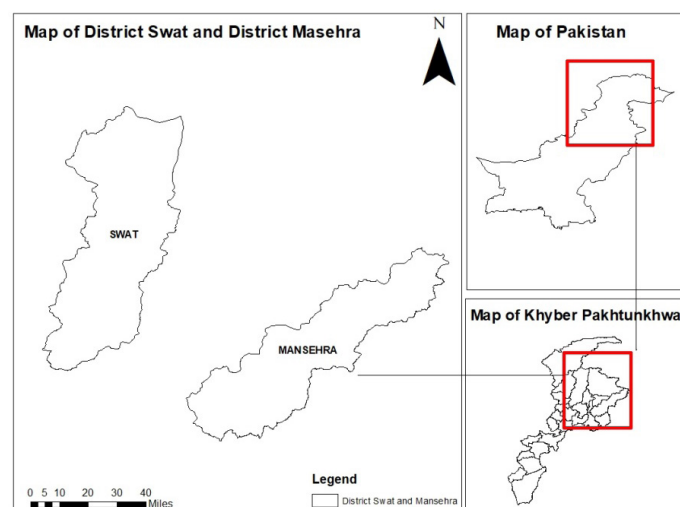 Map of District Swat and District Masehra
N
SWAT
MANSEHRA
0 5 10 20 30 40
Miles
Legend
District Swat and Mansehra
Map of Pakistan
Map of Khyber Pakhtunkhwa